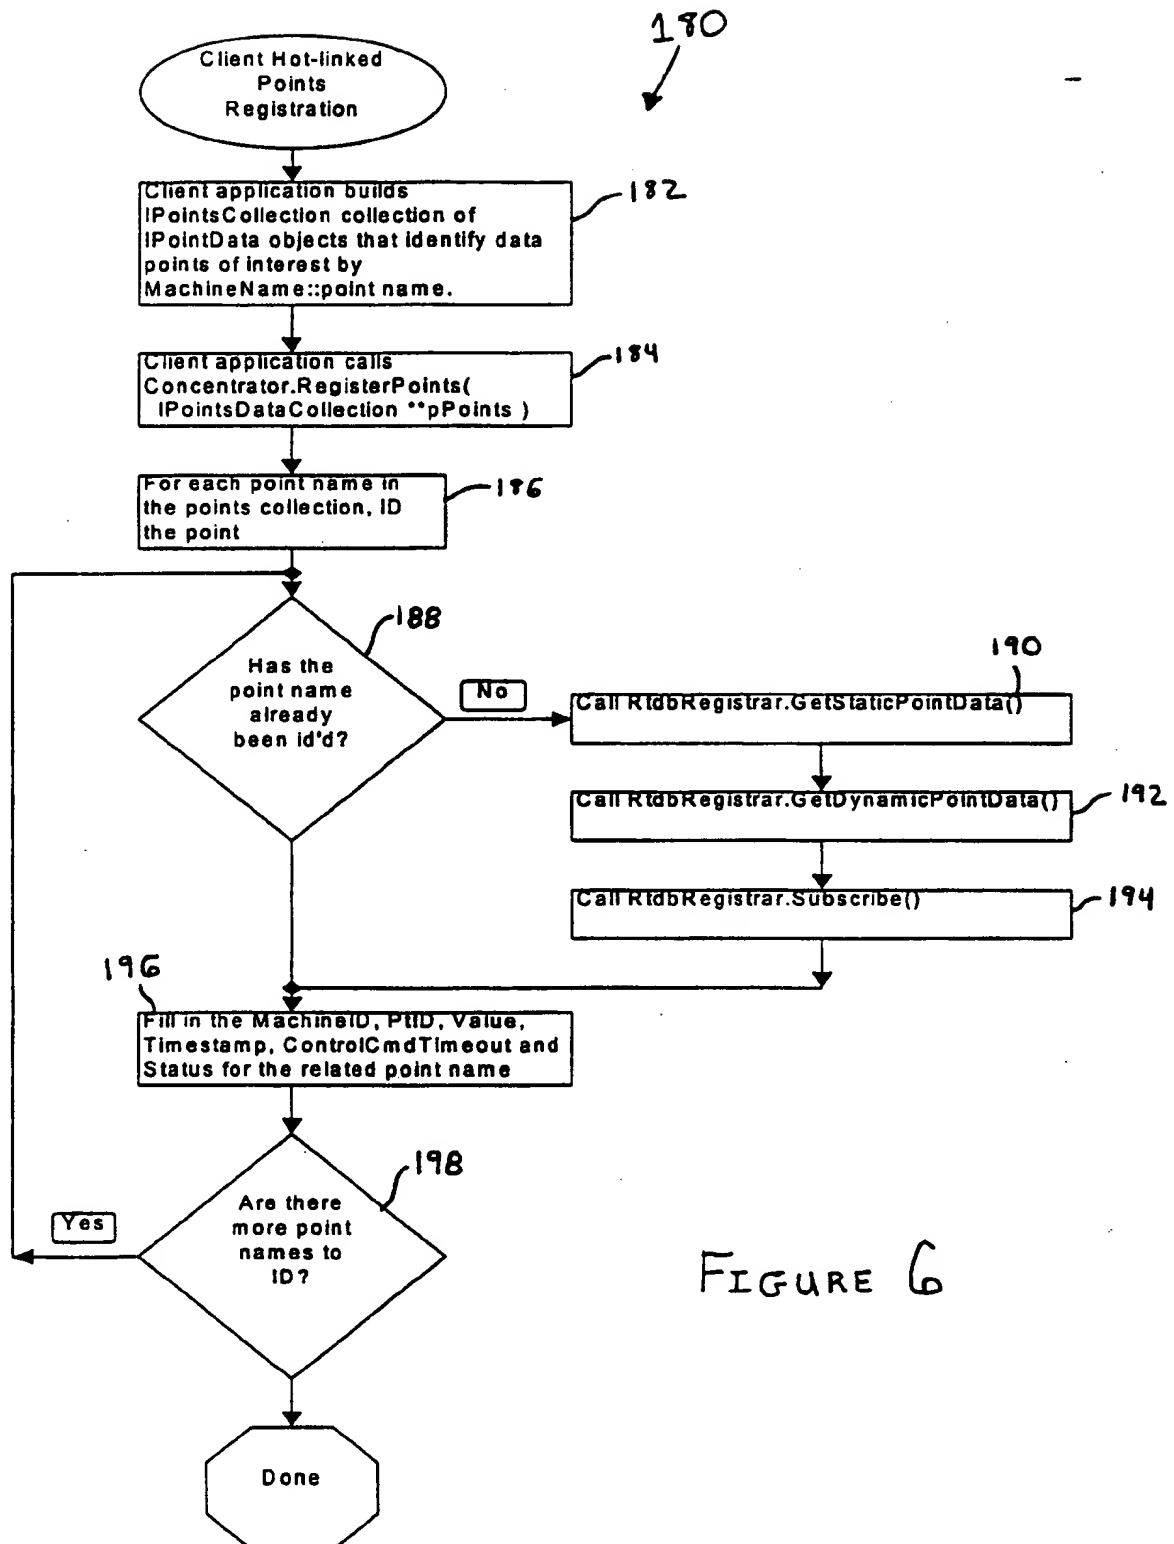 180
Client Hot-linked
Points
Registration
182
Client application builds
IPointsCollection collection of
IPointData objects that identify data
points of interest by
MachineName::point name.
184
Client application calls
Concentrator.RegisterPoints(
IPointsDataCollection **pPoints )
186
For each point name in
the points collection, ID
the point
188
Has the
point name
already
been id'd?
No
190
Call RtdbRegistrar.GetStaticPointData()
192
Call RtdbRegistrar.GetDynamicPointData()
194
Call RtdbRegistrar.Subscribe()
196
Fill in the MachineID, PtID, Value,
Timestamp, ControlCmdTimeout and
Status for the related point name
198
Are there
more point
names to
ID?
Yes
FIGURE 6
Done